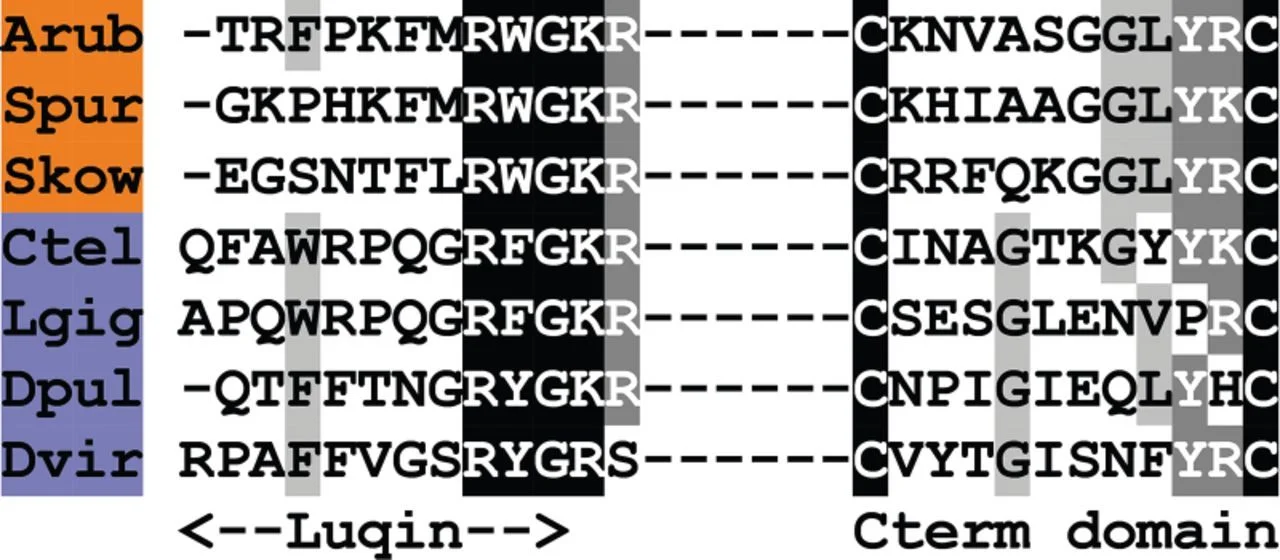 Arub -TRFPKFMRWGKR------CKNVASGGLYRC
Spur -GKPHKFMRWGKR------CKHIAAGGLYKC
Skow -EGSNTFLRWGKR------CRRFQKGGLYRC
Ctel QFAWRPQGRFGKR------CINAGTKGYYKC
Lgig APQWRPQGRFGKR------CSESGLENVPRC
Dpul -QTFFTNGRYGKR------CNPIGIEQLYHC
Dvir RPAFFVGSRYGRS------CVYTGISNFYRC
<--Luqin--> Cterm domain